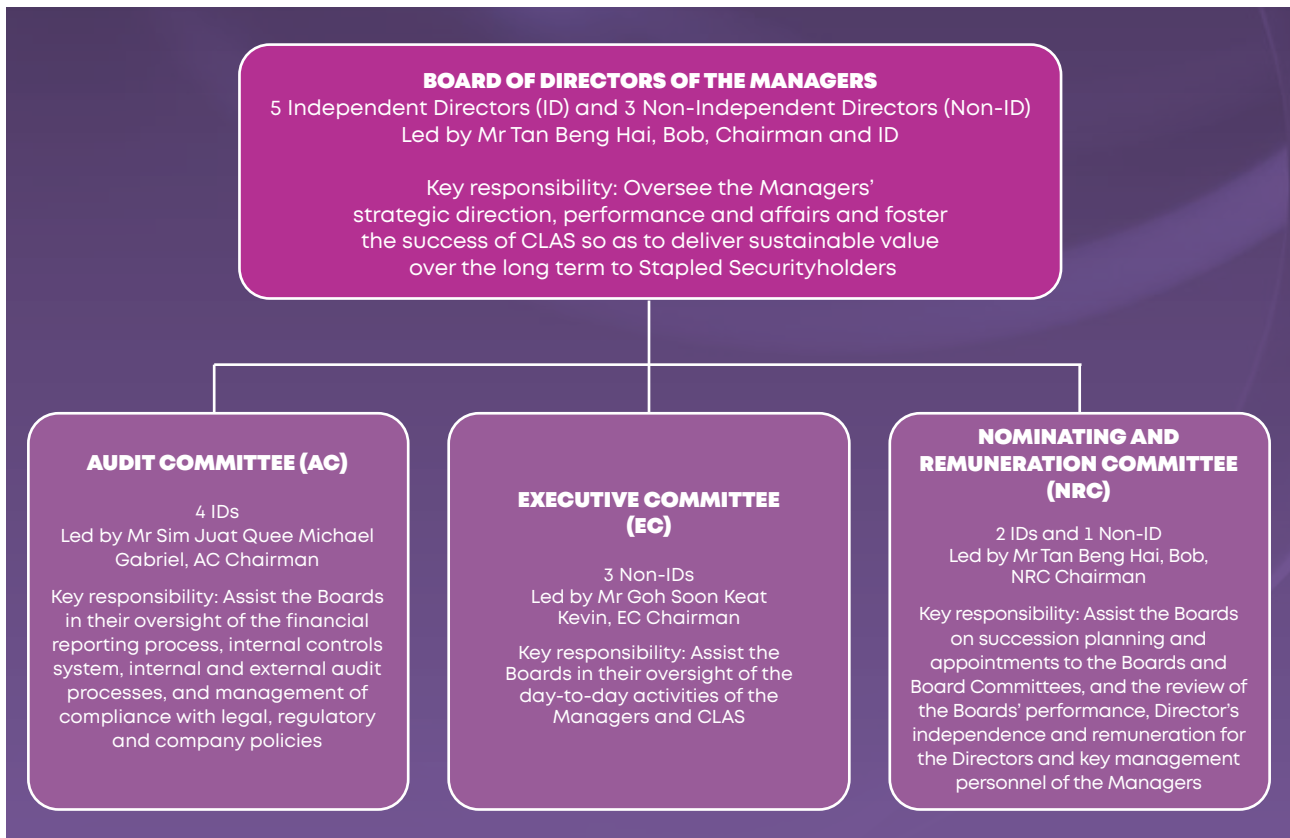 BOARD OF DIRECTORS OF THE MANAGERS
5 Independent Directors (ID) and 3 Non-Independent Directors (Non-ID)
Led by Mr Tan Beng Hai, Bob, Chairman and ID
Key responsibility: Oversee the Managers’
strategic direction, performance and affairs and foster
the success of CLAS so as to deliver sustainable value
over the long term to Stapled Securityholders
AUDIT COMMITTEE (AC)
4 IDs
Led by Mr Sim Juat Quee Michael
Gabriel, AC Chairman
Key responsibility: Assist the Boards
in their oversight of the financial
reporting process, internal controls
system, internal and external audit
processes, and management of
compliance with legal, regulatory
and company policies
EXECUTIVE COMMITTEE
(EC)
3 Non-IDs
Led by Mr Goh Soon Keat
Kevin, EC Chairman
Key responsibility: Assist the
Boards in their oversight of the
day-to-day activities of the
Managers and CLAS
NOMINATING AND
REMUNERATION COMMITTEE
(NRC)
2 IDs and 1 Non-ID
Led by Mr Tan Beng Hai, Bob,
NRC Chairman
Key responsibility: Assist the Boards
on succession planning and
appointments to the Boards and
Board Committees, and the review of
the Boards’ performance, Director’s
independence and remuneration for
the Directors and key management
personnel of the Managers